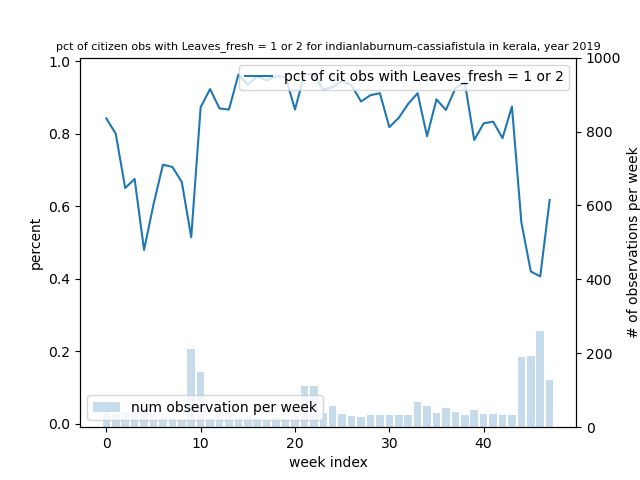 pct of citizen obs with Leaves_fresh = 1 or 2 for indianlaburnum-cassiafistula in kerala, year 2019
pct of cit obs with Leaves_fresh = 1 or 2
1.0
0.8
0.6
0.4
0.2
0.0
percent
1000
800
600
400
200
0
# of observations per week
num observation per week
0 10 20 30 40
week index